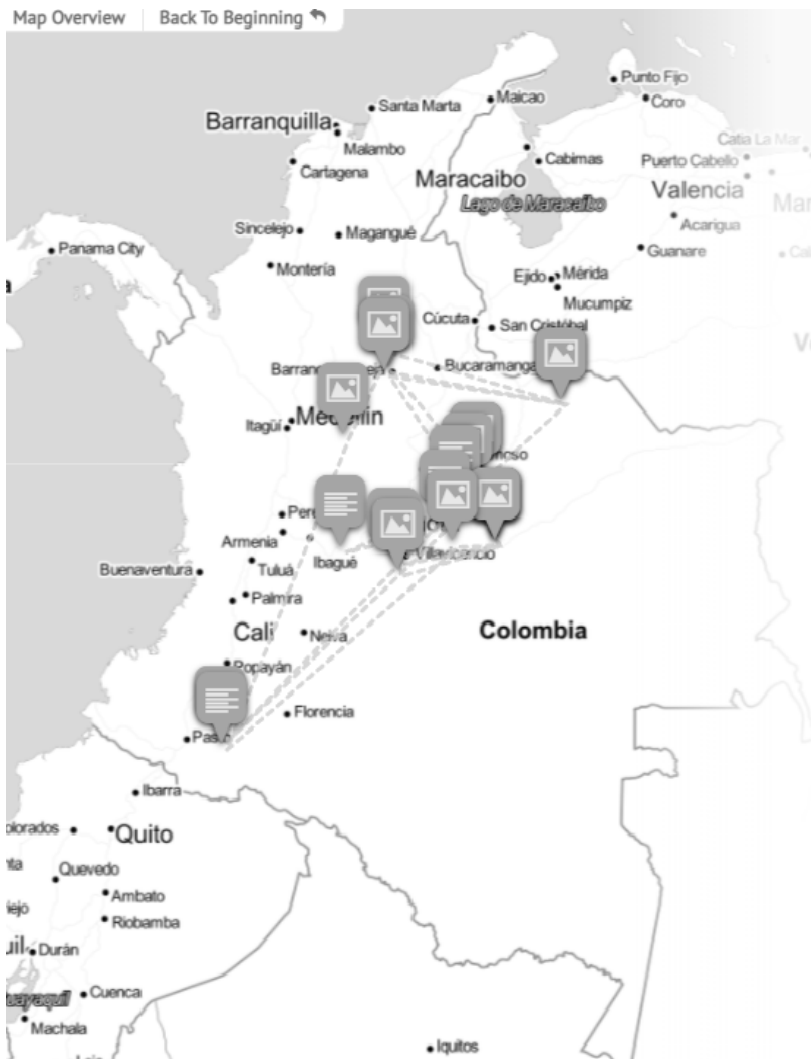 Map Overview
Back To Beginning
Punto Fijo
Maicao
Santa Marta
Coro
Barranquilla
Catia La Mar
Malambo
Cabimas
Puerto Cabello
Cartagena
Maracaibo
Valencia
Lago de Maracaibo
Acarigua
Sincelejo
Magangué
Panama City
Guanare
Montería
Ejido
Mérida
Mucumpiz
Cúcuta
San Cristóbal
Bucaramanga
Itagüí
Armenia
Ibagué
Villavicencio
Buenaventura
Tuluá
Palmira
Cali
Neiva
Colombia
Popayán
Florencia
Ibarra
Quito
Quevedo
Ambato
Riobamba
Durán
Cuenca
Machala
Iquitos